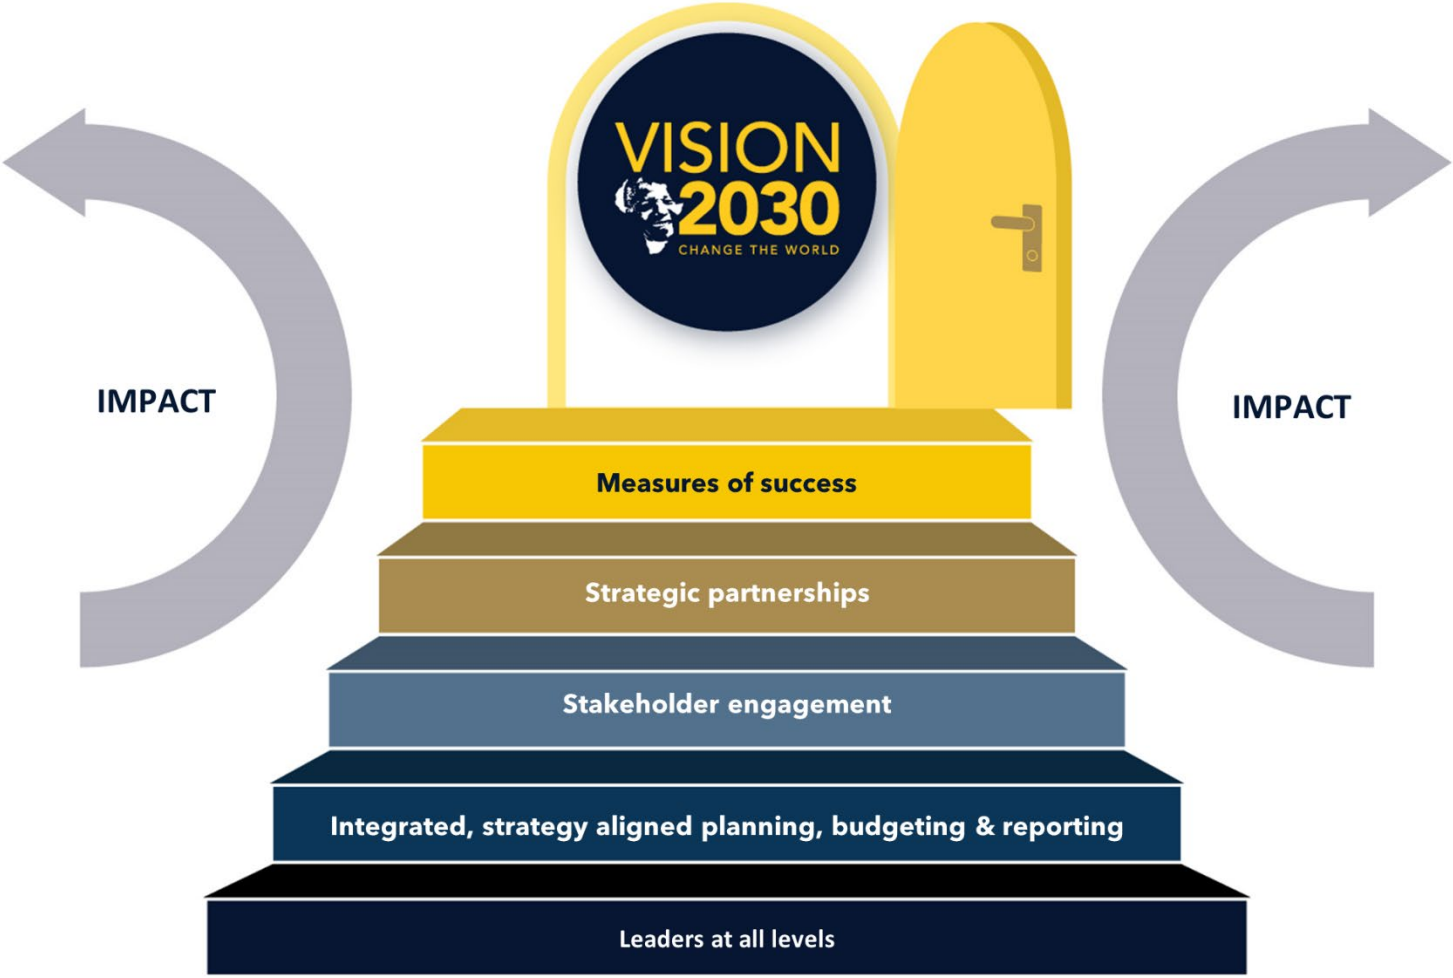 VISION
2030
CHANGE THE WORLD
IMPACT
IMPACT
Measures of success
Strategic partnerships
Stakeholder engagement
Integrated, strategy aligned planning, budgeting & reporting
Leaders at all levels